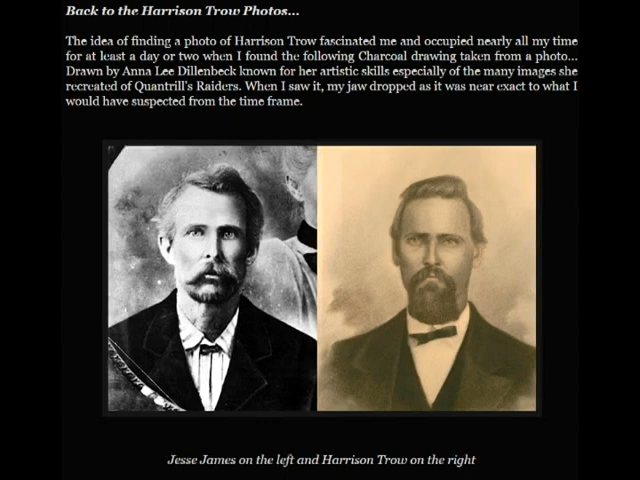 Back to the Harrison Trow Photos...
The idea of finding a photo of Harrison Trow fascinated me and occupied nearly all my time
for at least a day or two when I found the following Charcoal drawing taken from a photo...
Drawn by Anna Lee Dillenbeck known for her artistic skills especially of the many images she
recreated of Quantrill's Raiders. When I saw it, my jaw dropped as it was near exact to what I
would have suspected from the time frame.
Jesse James on the left and Harrison Trow on the right